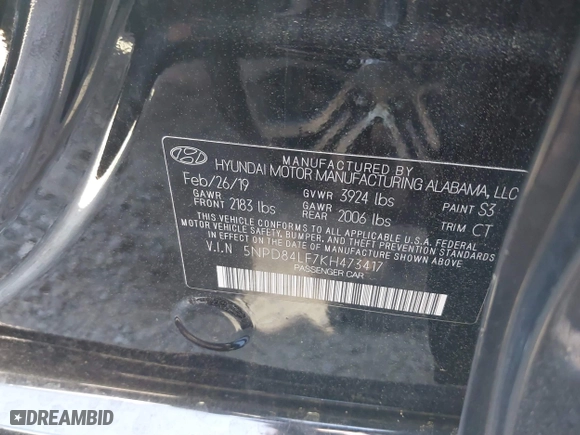 MANUFACTURED BY
HYUNDAI MOTOR MANUFACTURING ALABAMA, LLC
Feb/26/19 GVWR 3924 lbs PAINT S3
GAWR FRONT 2183 lbs GAWR REAR 2006 lbs TRIM CT
THIS VEHICLE CONFORMS TO ALL APPLICABLE U.S.A. FEDERAL
MOTOR VEHICLE SAFETY, BUMPER, AND THEFT PREVENTION
STANDARDS IN EFFECT ON THE DATE OF MANUFACTURE SHOWN ABOVE.
V.I.N 5NPD84LF7KH473417
PASSENGER CAR
DREAMBID